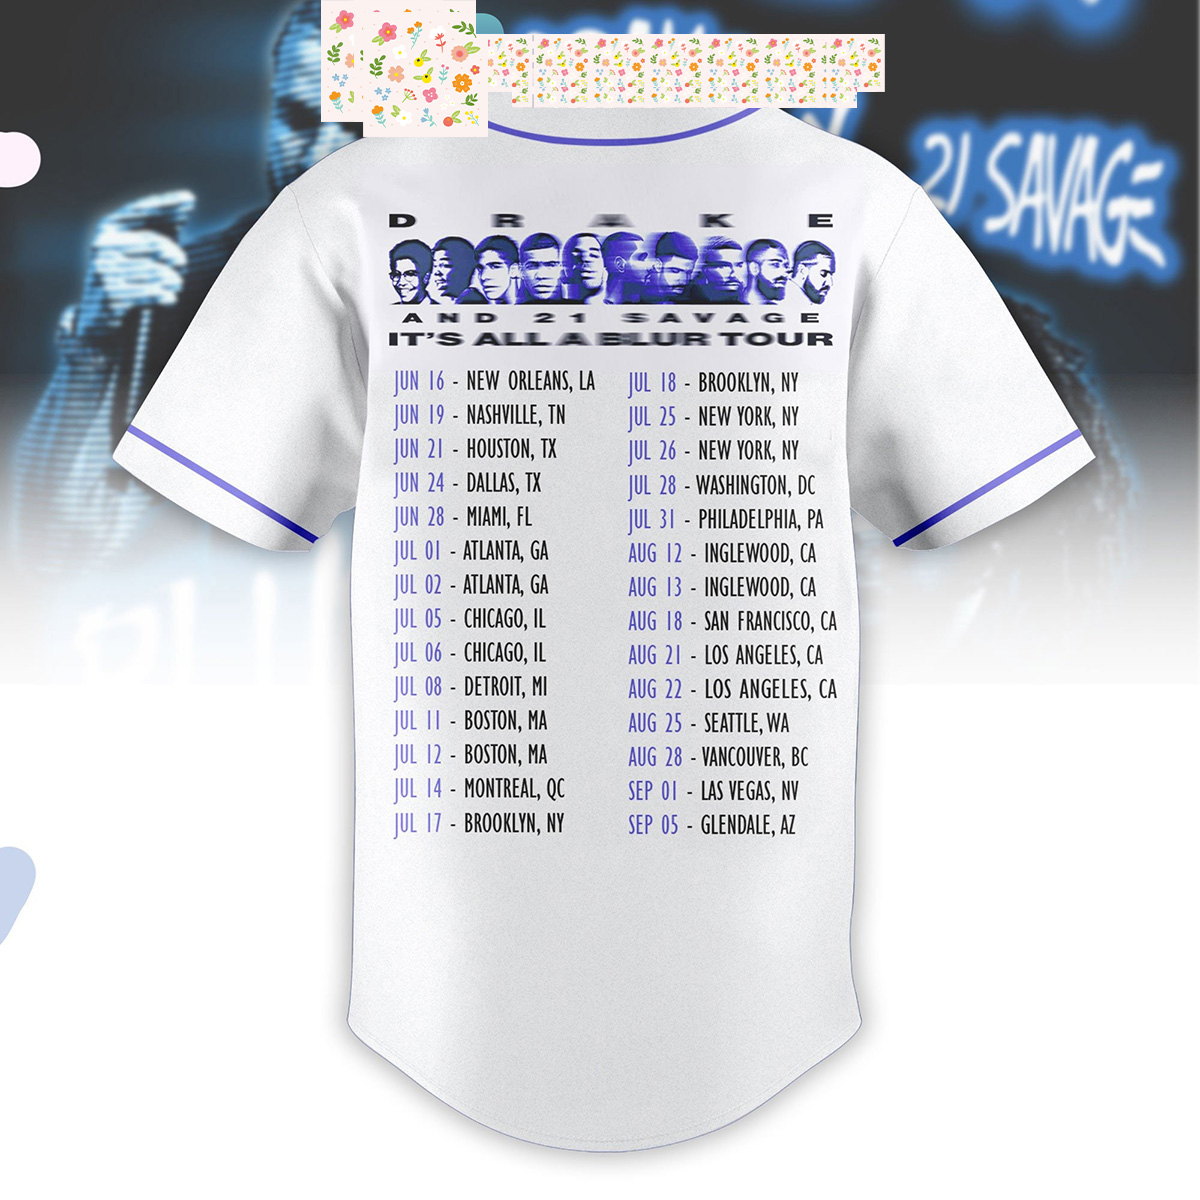 21 SAVAGE
D R A K E
AND 21 SAVAGE
IT'S ALL A BLUR TOUR
JUN 16 - NEW ORLEANS, LA
JUN 19 - NASHVILLE, TN
JUN 21 - HOUSTON, TX
JUN 24 - DALLAS, TX
JUN 28 - MIAMI, FL
JUL 01 - ATLANTA, GA
JUL 02 - ATLANTA, GA
JUL 05 - CHICAGO, IL
JUL 06 - CHICAGO, IL
JUL 08 - DETROIT, MI
JUL 11 - BOSTON, MA
JUL 12 - BOSTON, MA
JUL 14 - MONTREAL, QC
JUL 17 - BROOKLYN, NY
JUL 18 - BROOKLYN, NY
JUL 25 - NEW YORK, NY
JUL 26 - NEW YORK, NY
JUL 28 - WASHINGTON, DC
JUL 31 - PHILADELPHIA, PA
AUG 12 - INGLEWOOD, CA
AUG 13 - INGLEWOOD, CA
AUG 18 - SAN FRANCISCO, CA
AUG 21 - LOS ANGELES, CA
AUG 22 - LOS ANGELES, CA
AUG 25 - SEATTLE, WA
AUG 28 - VANCOUVER, BC
SEP 01 - LAS VEGAS, NV
SEP 05 - GLENDALE, AZ